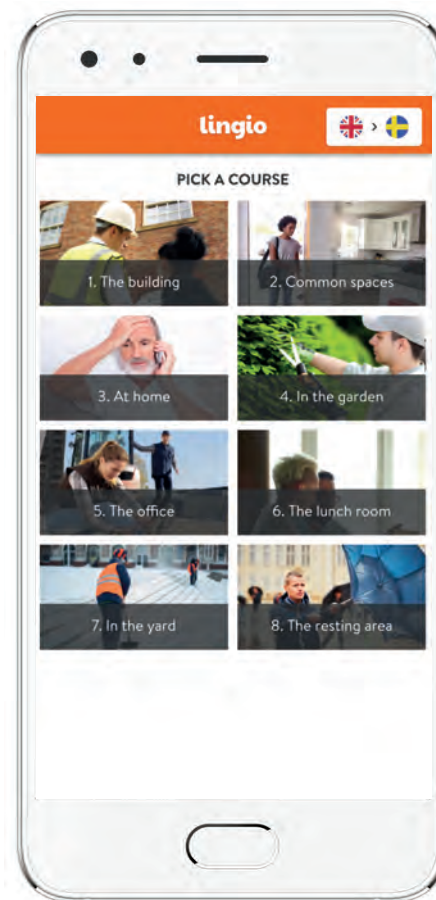 lingio
PICK A COURSE
1. The building
2. Common spaces
3. At home
4. In the garden
5. The office
6. The lunch room
7. In the yard
8. The resting area